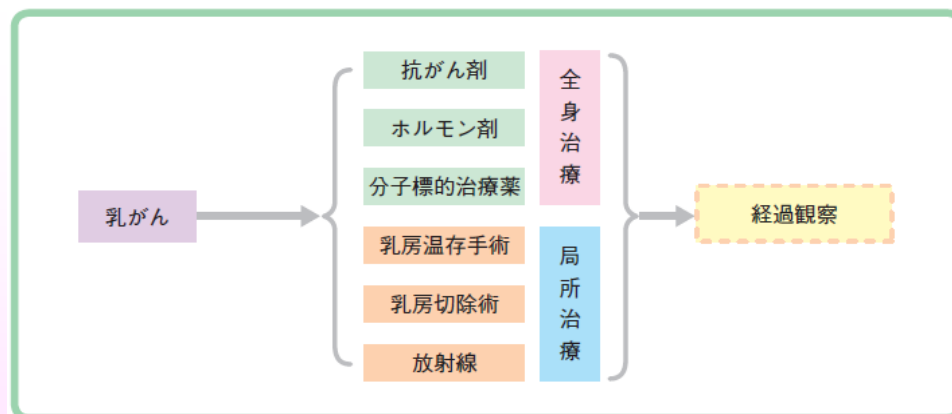 乳がん
抗がん剤
ホルモン剤
分子標的治療薬
乳房温存手術
乳房切除術
放射線
全身治療
局所治療
経過観察